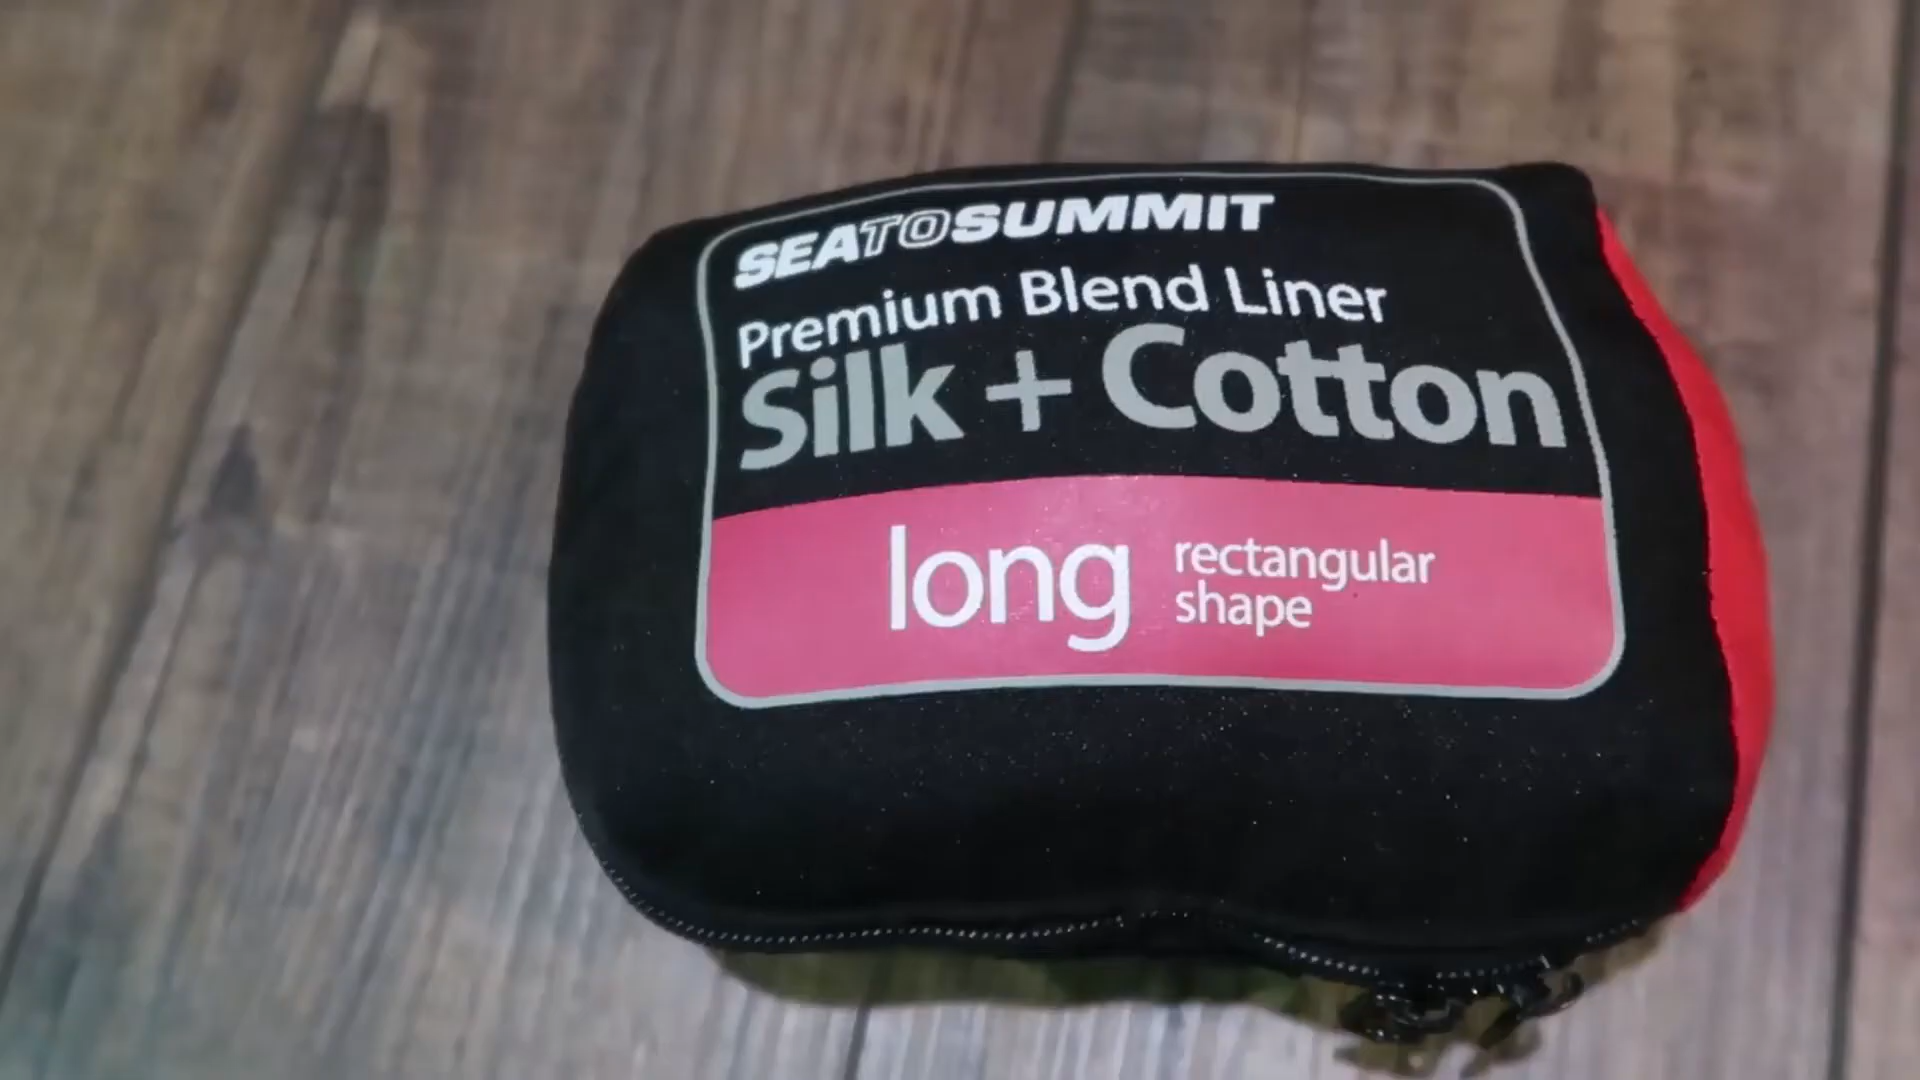 SEATOSUMMIT
Premium Blend Liner
Silk + Cotton
long
rectangular
shape